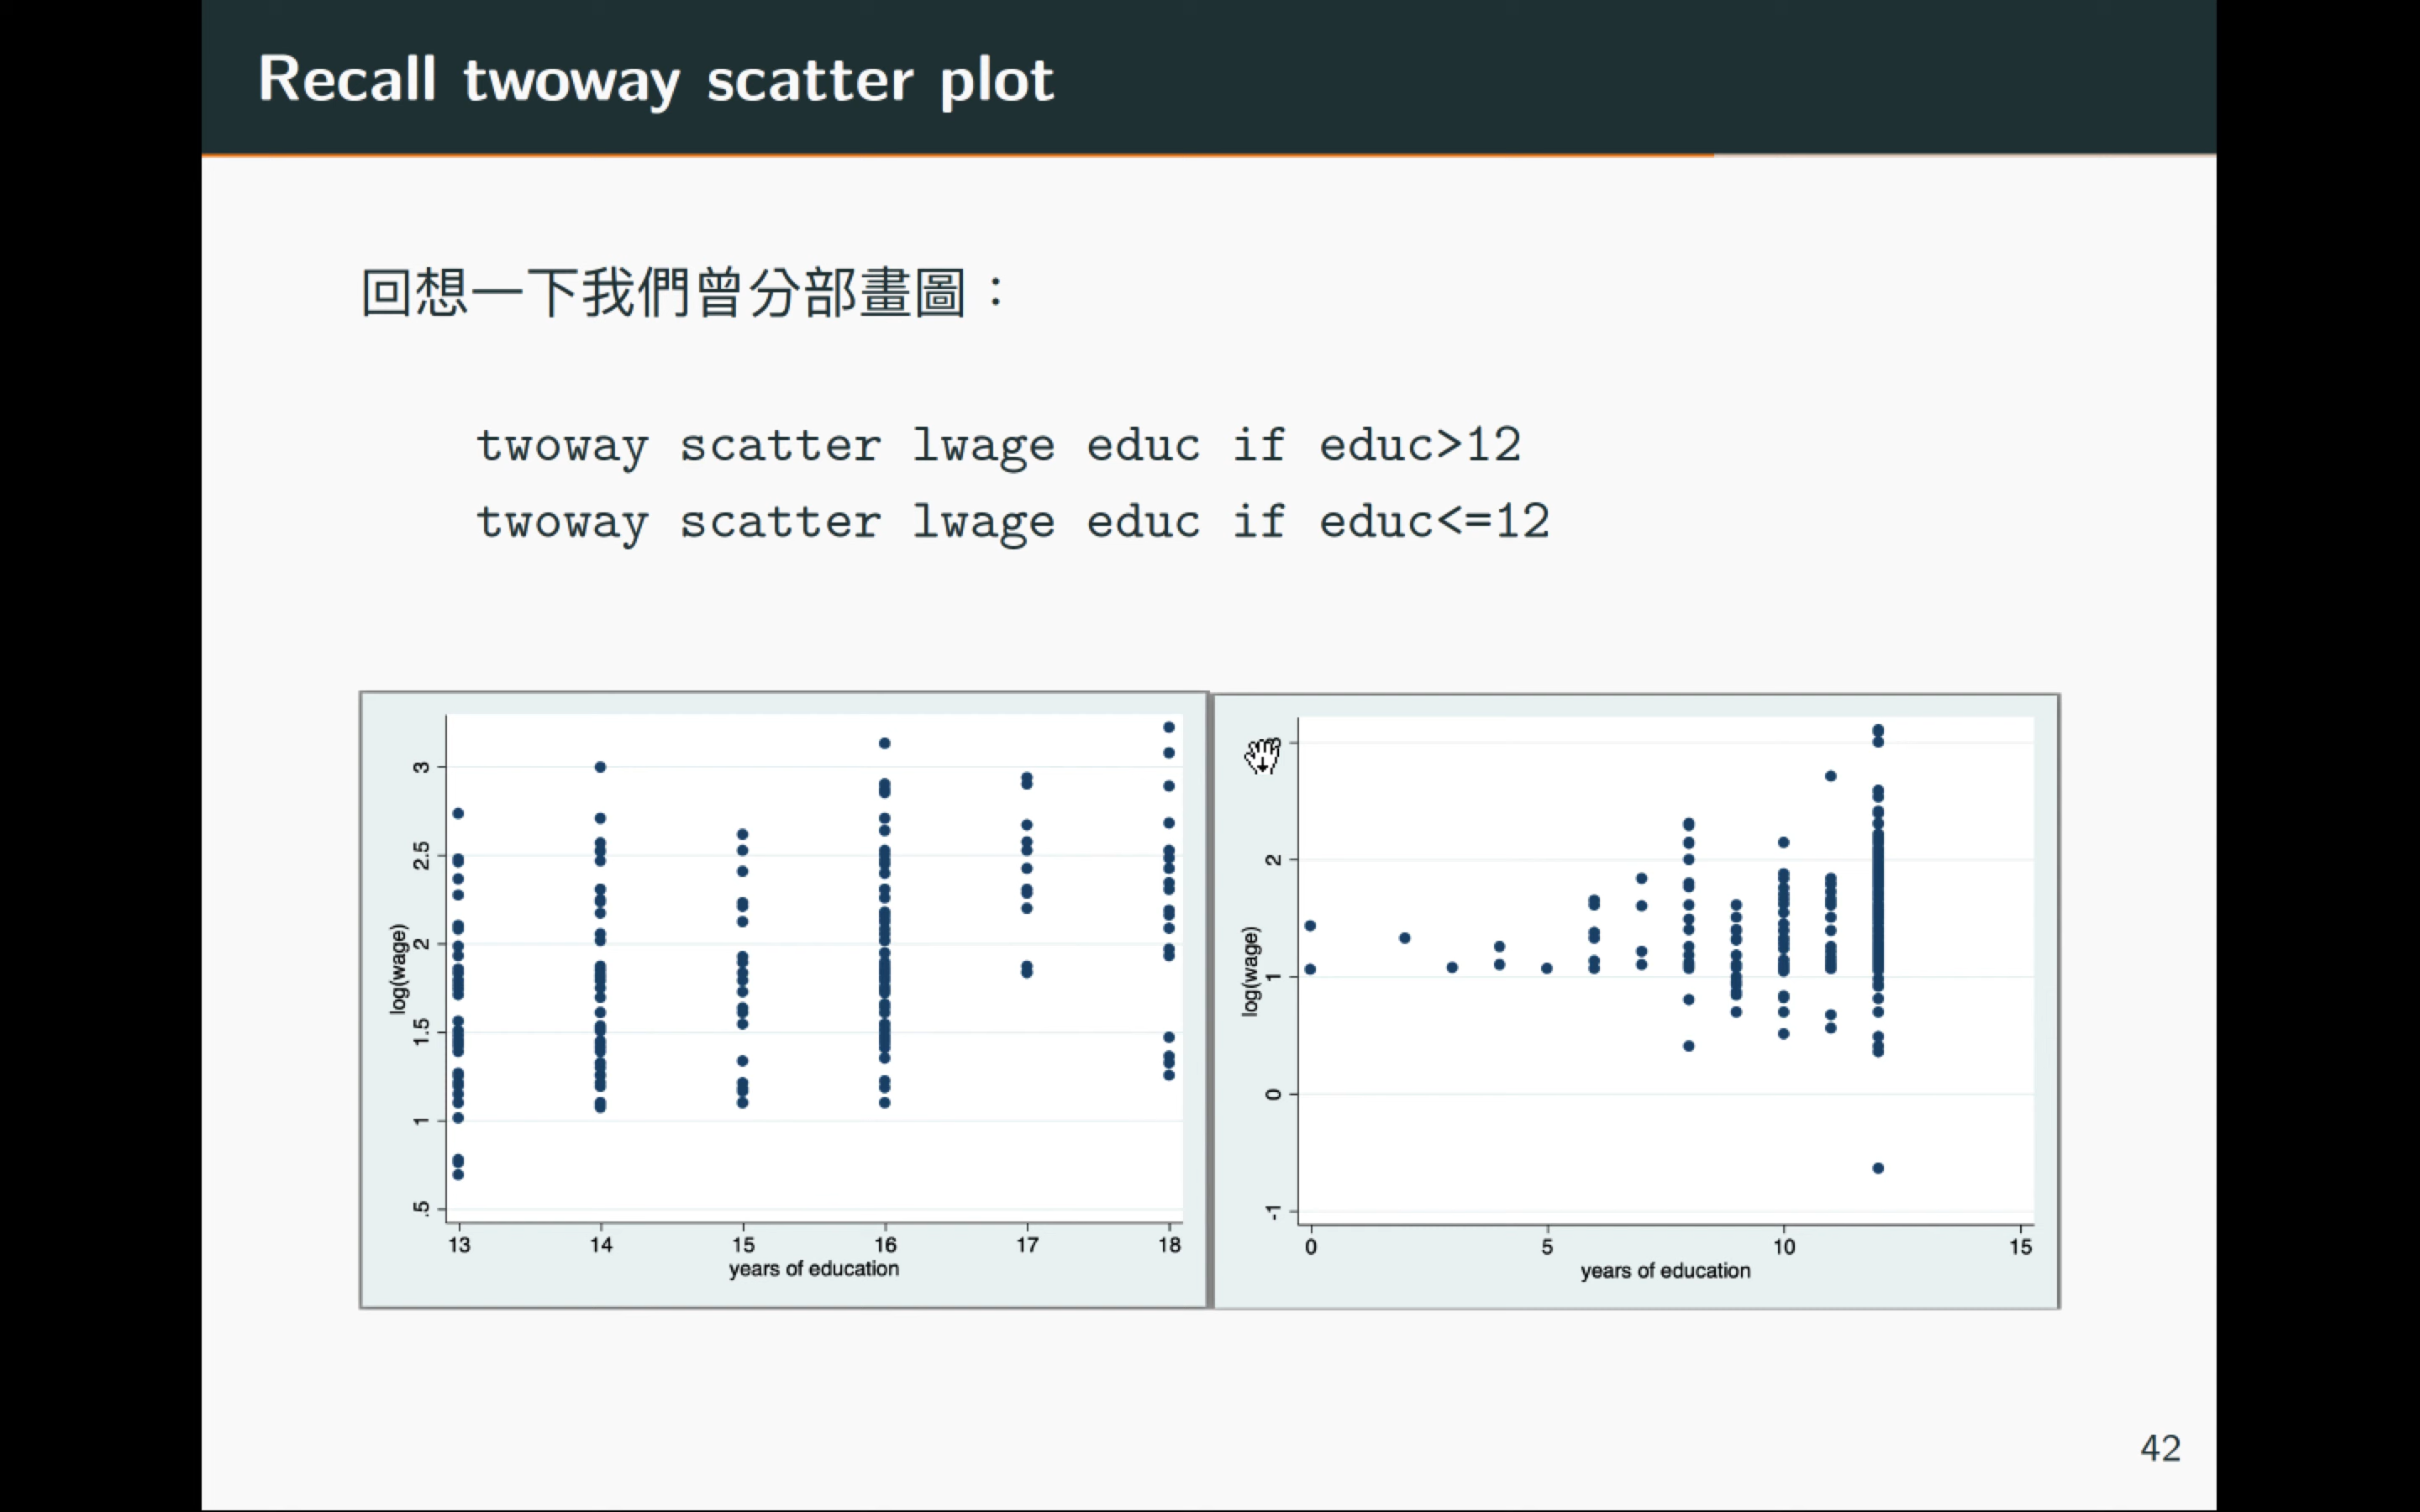 Recall twoway scatter plot
回想一下我們曾分部畫圖：
twoway scatter lwage educ if educ>12
twoway scatter lwage educ if educ<=12
3
2.5
2
1.5
1
.5
log(wage)
13 14 15 16 17 18
years of education
3
2
1
0
-1
log(wage)
0 5 10 15
years of education
42